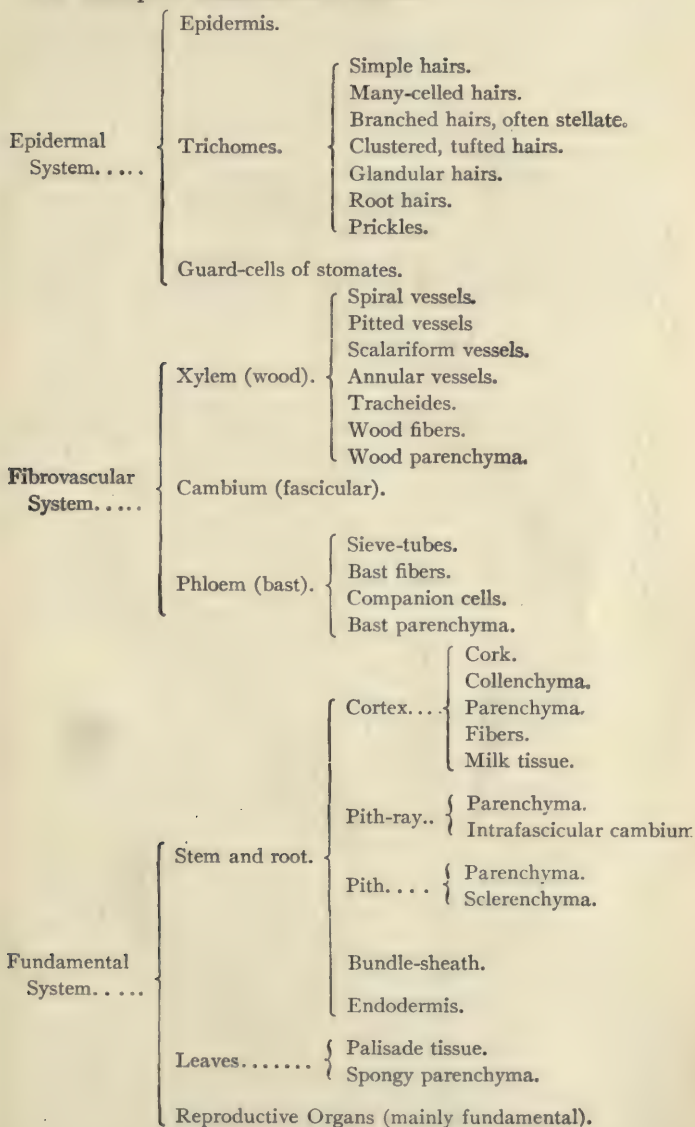 Epidermis.
Simple hairs.
Many-celled hairs.
Branched hairs, often stellate.
Epidermal Trichomes. Clustered, tufted hairs.
System..... Glandular hairs.
Root hairs.
Prickles.
Guard-cells of stomates.
Spiral vessels.
Pitted vessels
Scalariform vessels.
Xylem (wood). Annular vessels.
Tracheides.
Wood fibers.
Wood parenchyma.
Fibrovascular Cambium (fascicular).
System.....
Sieve-tubes.
Bast fibers.
Phloem (bast). Companion cells.
Bast parenchyma.
Cork.
Collenchyma.
Cortex.... Parenchyma.
Fibers.
Milk tissue.
Pith-ray.. Parenchyma.
Intrafascicular cambium
Stem and root.
Pith.... Parenchyma.
Sclerenchyma.
Fundamental Bundle-sheath.
System.....
Endodermis.
Leaves....... Palisade tissue.
Spongy parenchyma.
Reproductive Organs (mainly fundamental).